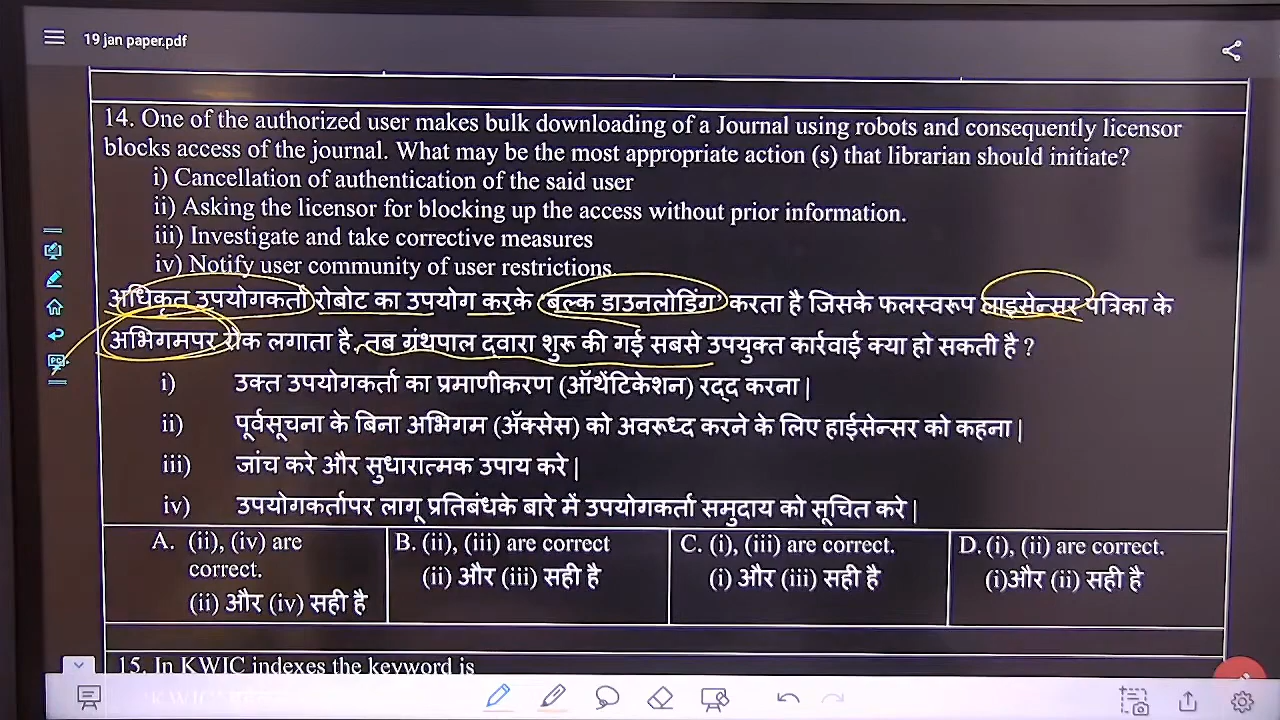 19 jan paper.pdf
14. One of the authorized user makes bulk downloading of a Journal using robots and consequently licensor
blocks access of the journal. What may be the most appropriate action (s) that librarian should initiate?
i) Cancellation of authentication of the said user
ii) Asking the licensor for blocking up the access without prior information.
iii) Investigate and take corrective measures
iv) Notify user community of user restrictions.
अधिकृत उपयोगकर्ता रोबोट का उपयोग करके ‘बल्क डाउनलोडिंग’ करता है जिसके फलस्वरूप लाइसेन्सर पत्रिका के
अभिगमपर रोक लगाता है, तब ग्रंथपाल द्वारा शुरू की गई सबसे उपयुक्त कार्रवाई क्या हो सकती है ?
i) उक्त उपयोगकर्ता का प्रमाणीकरण (ऑथेंटिकेशन) रद्द करना |
ii) पूर्वसूचना के बिना अभिगम (ॲक्सेस) को अवरूध्द करने के लिए हाईसेन्सर को कहना |
iii) जांच करे और सुधारात्मक उपाय करे |
iv) उपयोगकर्तापर लागू प्रतिबंधके बारे में उपयोगकर्ता समुदाय को सूचित करे |
A. (ii), (iv) are correct.
(ii) और (iv) सही है
B. (ii), (iii) are correct
(ii) और (iii) सही है
C. (i), (iii) are correct.
(i) और (iii) सही है
D. (i), (ii) are correct.
(i)और (ii) सही है
15. In KWIC indexes the keyword is